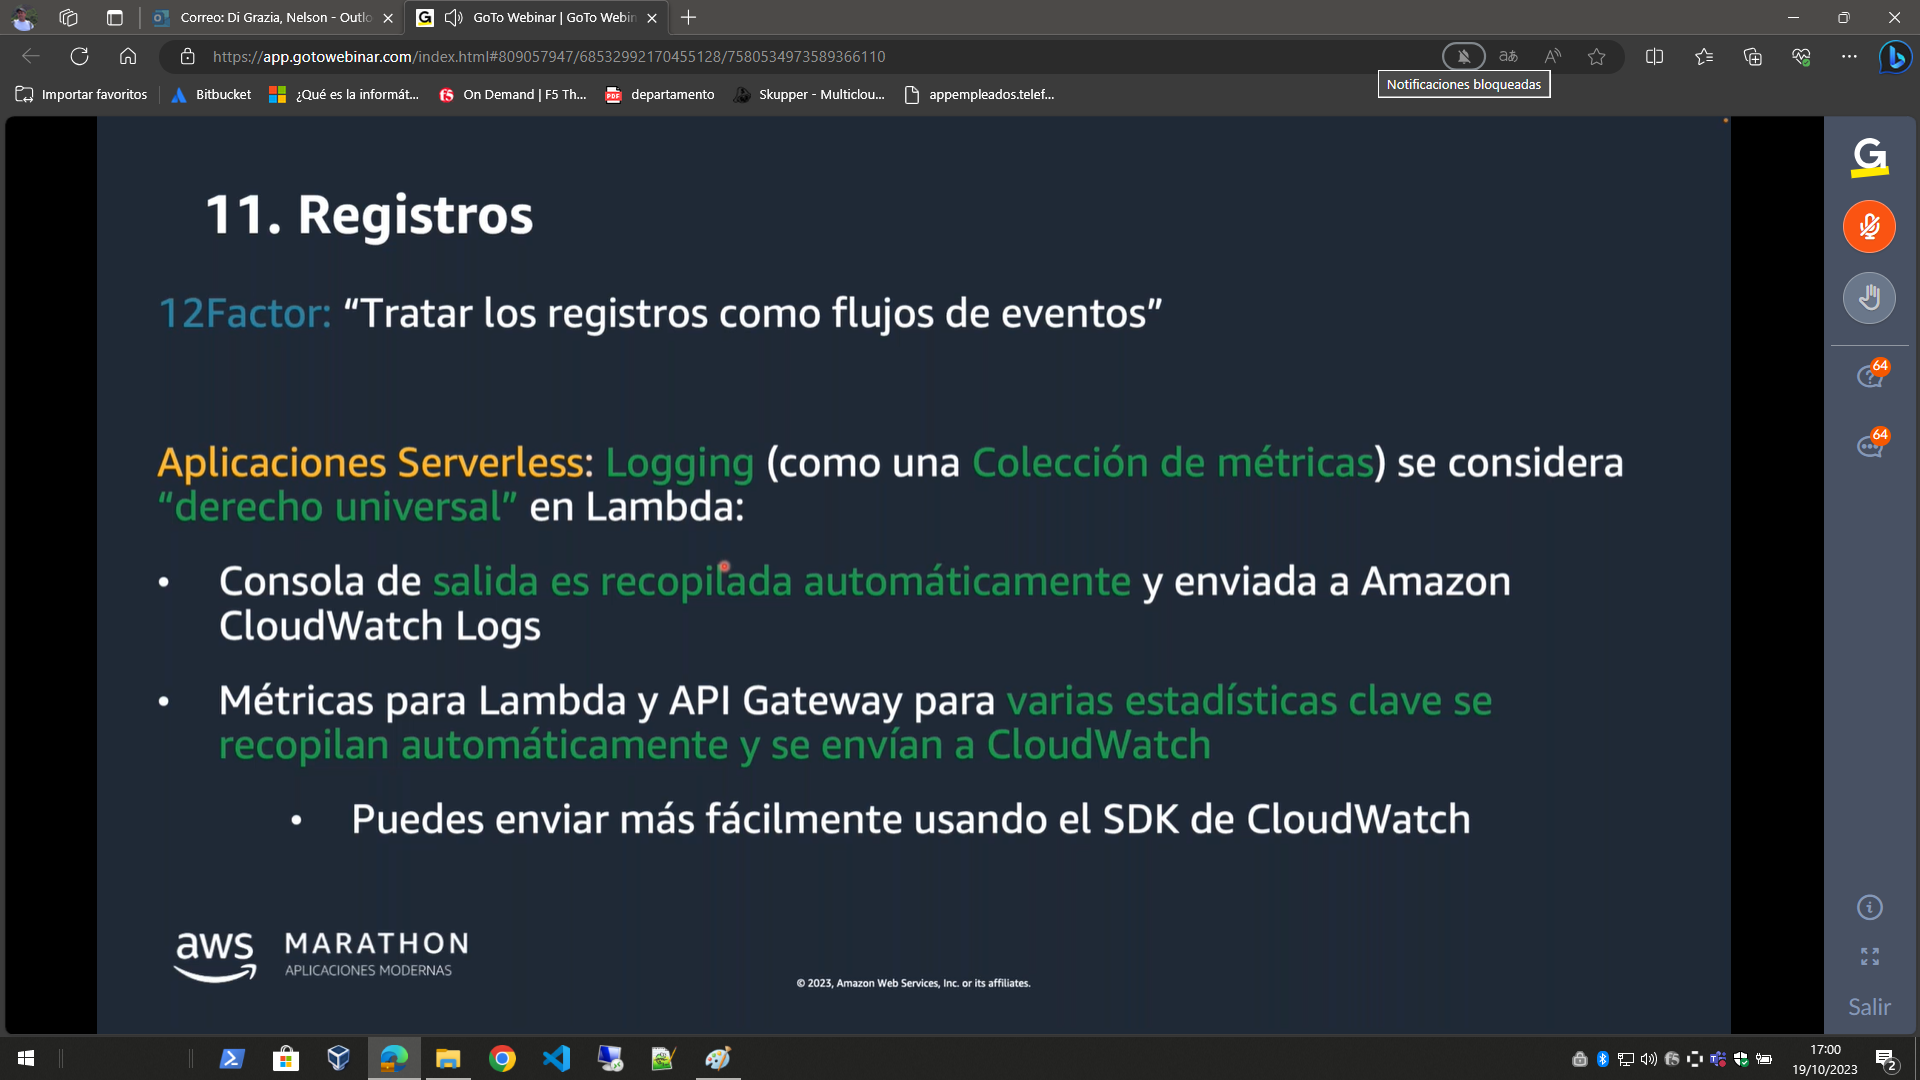 Correo: Di Grazia, Nelson - Outlo
GoTo Webinar | GoTo Webin
https://app.gotowebinar.com/index.html#809057947/68532992170455128/7580534973589366110
Notificaciones bloqueadas
Importar favoritos
Bitbucket
¿Qué es la informát...
On Demand | F5 Th...
departamento
Skupper - Multiclou...
appempleados.telef...
11. Registros
12Factor: “Tratar los registros como flujos de eventos”
Aplicaciones Serverless: Logging (como una Colección de métricas) se considera
“derecho universal” en Lambda:
• Consola de salida es recopilada automáticamente y enviada a Amazon
CloudWatch Logs
• Métricas para Lambda y API Gateway para varias estadísticas clave se
recopilan automáticamente y se envían a CloudWatch
• Puedes enviar más fácilmente usando el SDK de CloudWatch
aws MARATHON
APLICACIONES MODERNAS
© 2023, Amazon Web Services, Inc. or its affiliates.
G
64
64
Salir
17:00
19/10/2023
2